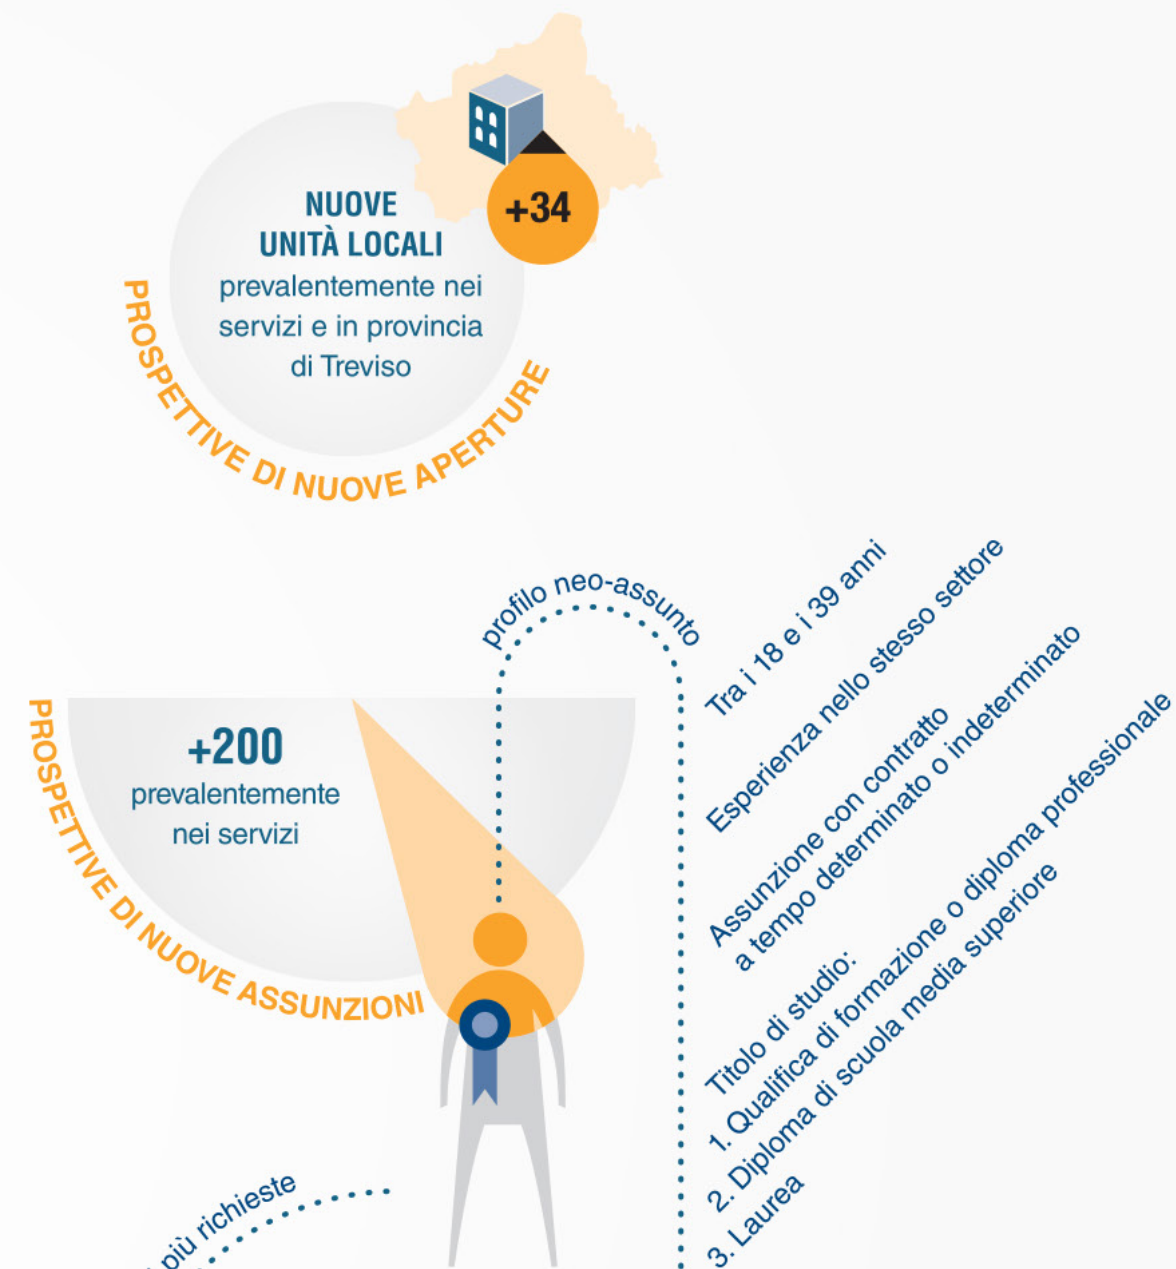 +34
NUOVE
UNITÀ LOCALI
prevalentemente nei
servizi e in provincia
di Treviso
PROSPETTIVE DI NUOVE APERTURE
profilo neo-assunto
Tra i 18 e i 39 anni
Esperienza nello stesso settore
Assunzione con contratto
a tempo determinato o indeterminato
Titolo di studio:
1. Qualifica di formazione o diploma professionale
2. Diploma di scuola media superiore
3. Laurea
+200
prevalentemente
nei servizi
PROSPETTIVE DI NUOVE ASSUNZIONI
più richieste